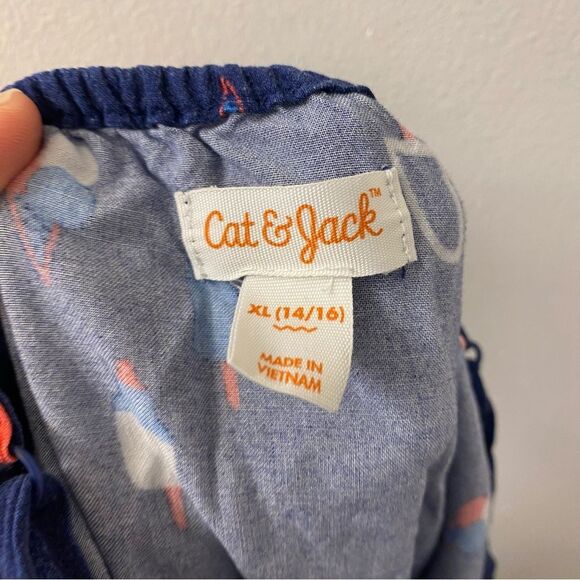 Cat & Jack™
XL (14/16)
MADE IN
VIETNAM